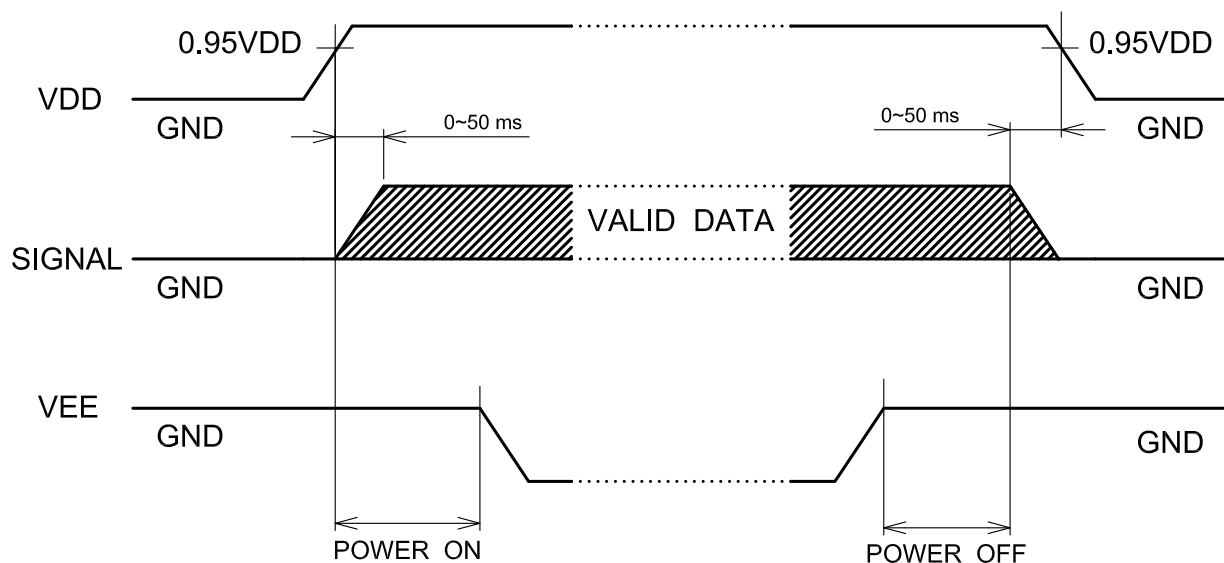 0.95VDD
0.95VDD
VDD
GND
0~50 ms
0~50 ms
GND
VALID DATA
SIGNAL
GND
GND
VEE
GND
GND
POWER ON
POWER OFF